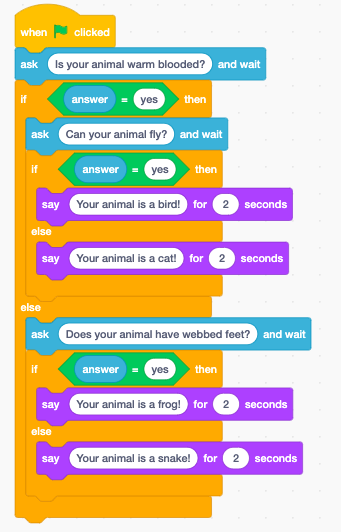 when clicked
ask Is your animal warm blooded? and wait
if answer = yes then
ask Can your animal fly? and wait
if answer = yes then
say Your animal is a bird! for 2 seconds
else
say Your animal is a cat! for 2 seconds
else
ask Does your animal have webbed feet? and wait
if answer = yes then
say Your animal is a frog! for 2 seconds
else
say Your animal is a snake! for 2 seconds